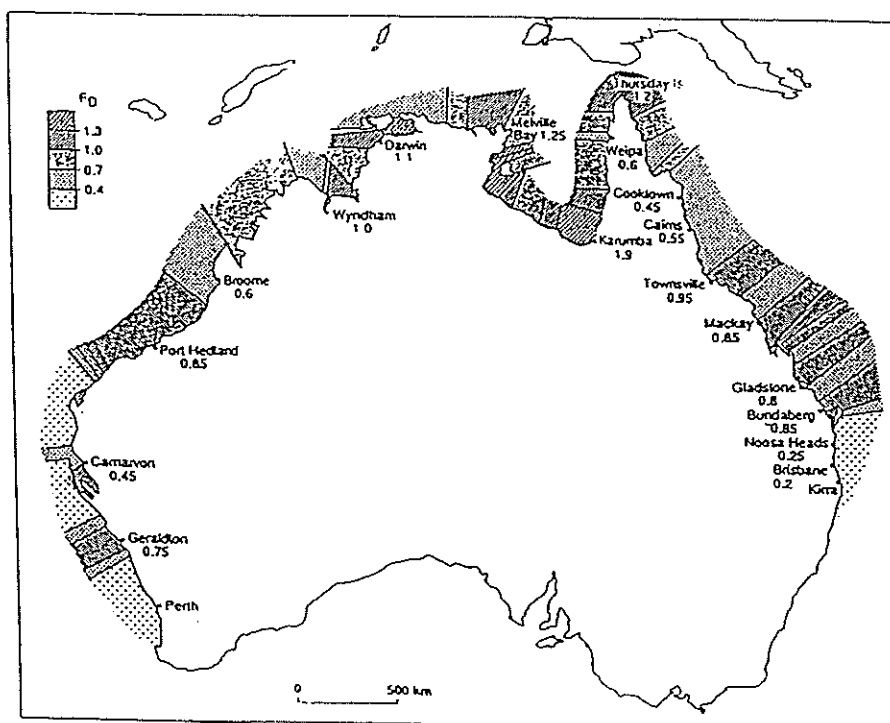 F_D
1.3
1.0
0.7
0.4
Thursday Is
1.2
Melville
Bay 1.25
Darwin
1.1
Weipa
0.6
Wyndham
1.0
Cooktown
0.45
Cairns
0.55
Karumba
1.9
Broome
0.6
Townsville
0.95
Mackay
0.85
Port Hedland
0.85
Gladstone
0.8
Bundaberg
0.85
Noosa Heads
0.25
Brisbane
0.2
Kirra
Carnarvon
0.45
Geraldton
0.75
Perth
0
500 km